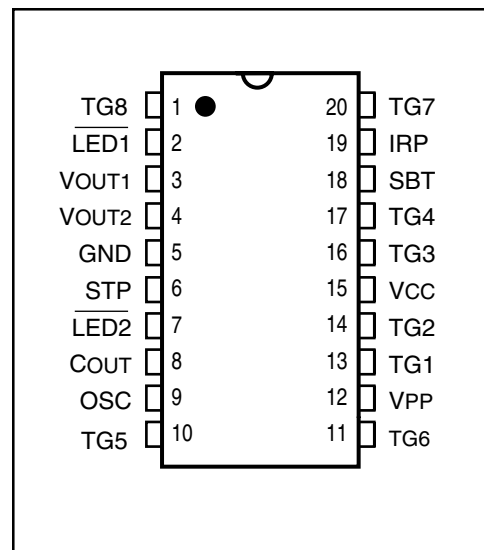 TG8 1 20 TG7
LED1 2 19 IRP
VOUT1 3 18 SBT
VOUT2 4 17 TG4
GND 5 16 TG3
STP 6 15 VCC
LED2 7 14 TG2
COUT 8 13 TG1
OSC 9 12 VPP
TG5 10 11 TG6